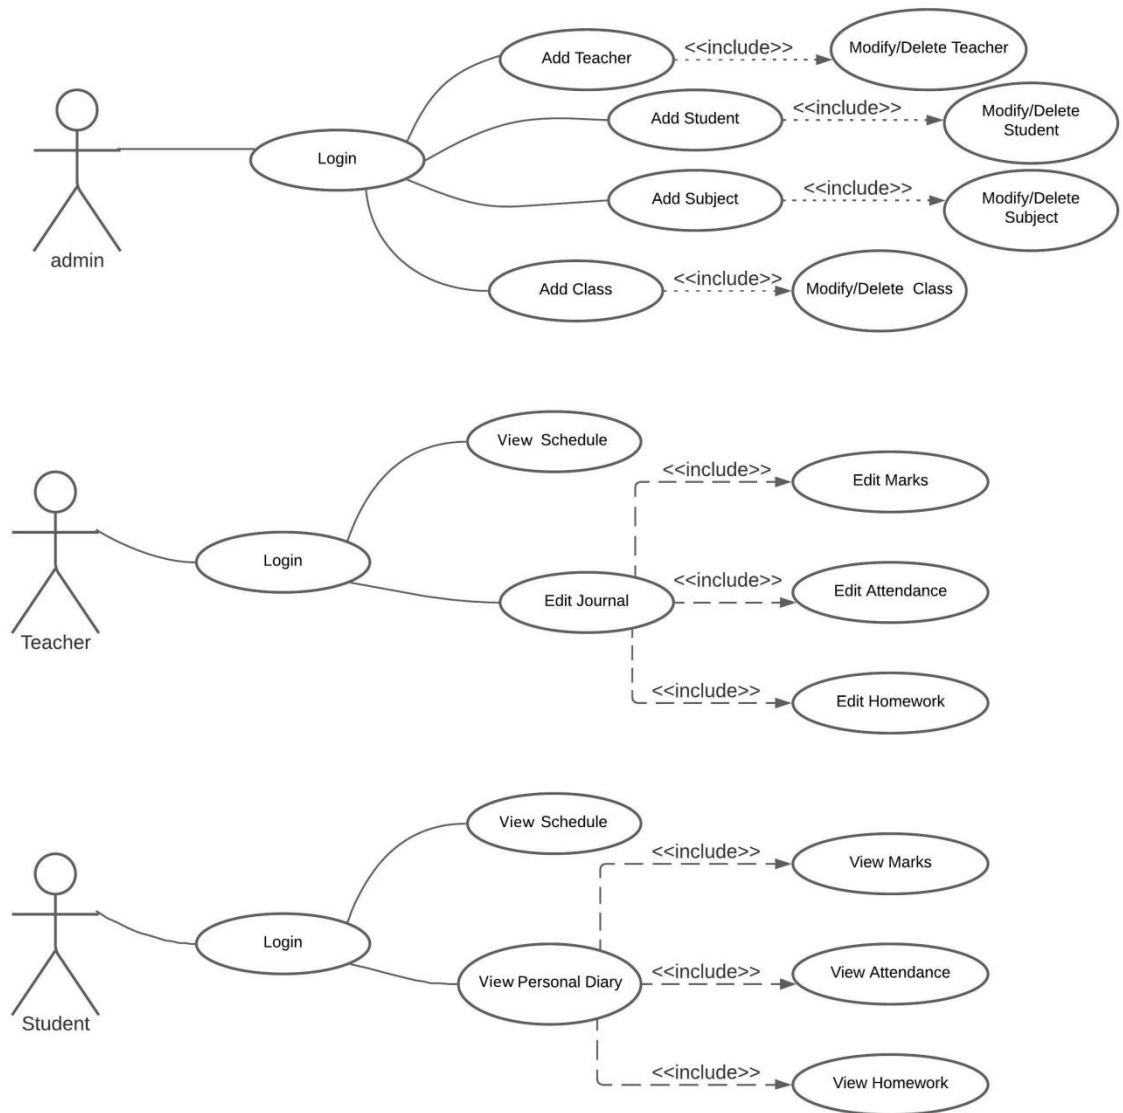 Add Teacher
<<include>>
Modify/Delete Teacher
Add Student
<<include>>
Modify/Delete
Student
Login
Add Subject
<<include>>
Modify/Delete
Subject
admin
Add Class
<<include>>
Modify/Delete Class
View Schedule
<<include>>
Edit Marks
Login
Edit Journal
<<include>>
Edit Attendance
Teacher
<<include>>
Edit Homework
View Schedule
<<include>>
View Marks
Login
View Personal Diary
<<include>>
View Attendance
Student
<<include>>
View Homework